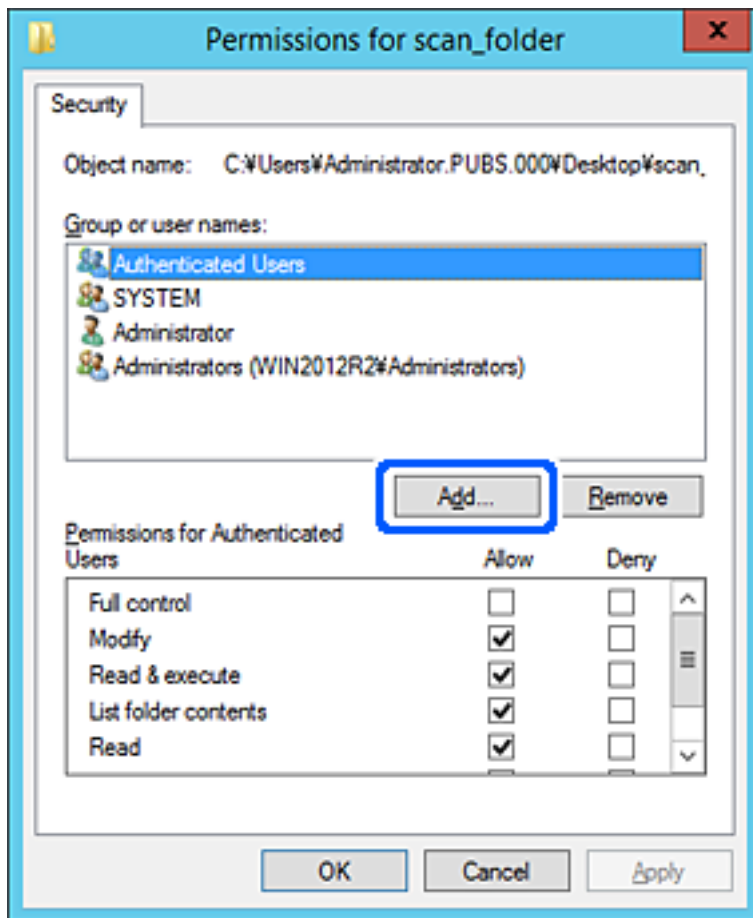 Permissions for scan_folder
Security
Object name: C:¥Users¥Administrator.PUBS.000¥Desktop¥scan_
Group or user names:
Authenticated Users
SYSTEM
Administrator
Administrators (WIN2012R2¥Administrators)
Add... Remove
Permissions for Authenticated
Users Allow Deny
Full control
Modify
Read & execute
List folder contents
Read
OK Cancel Apply